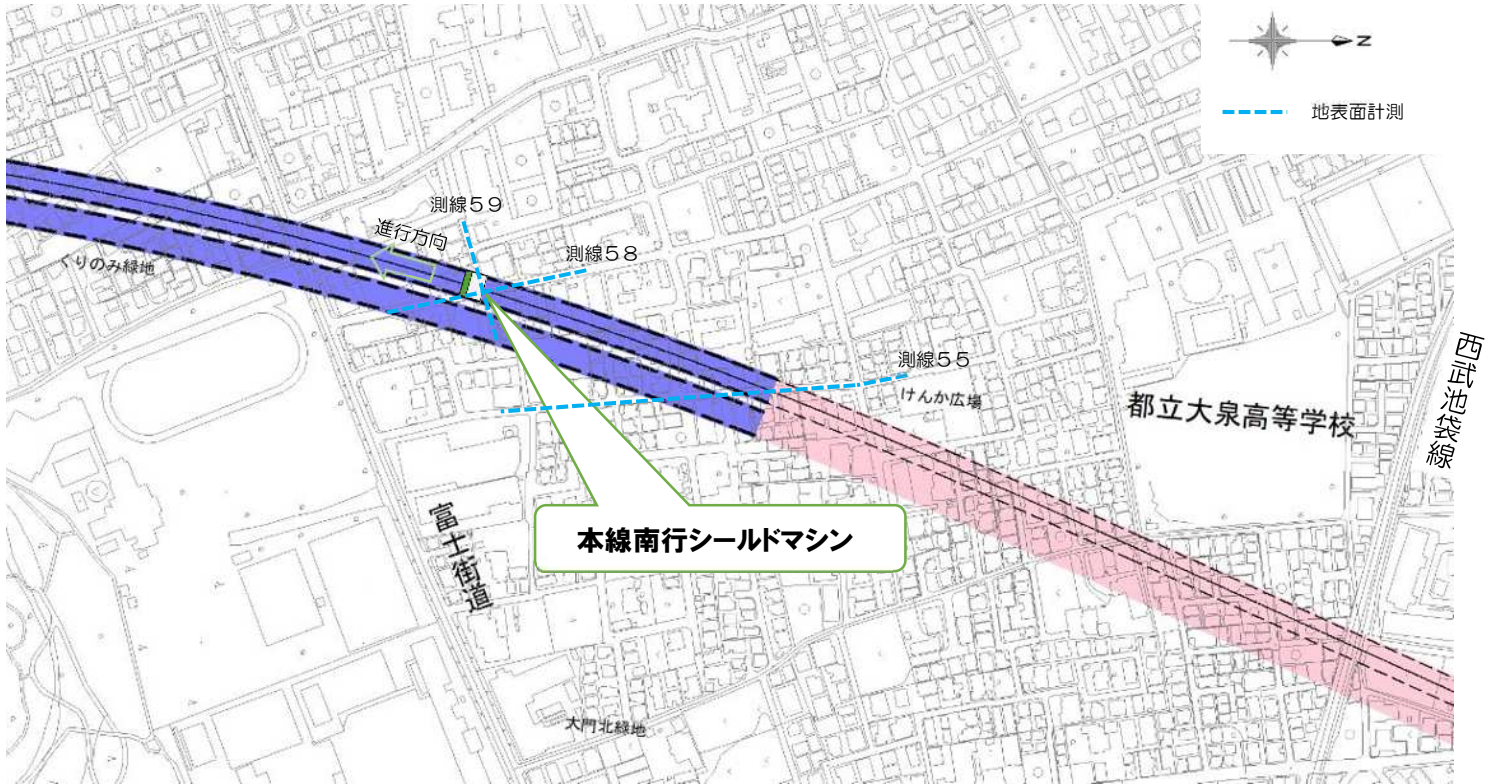 N
地表面計測
測線59
進行方向
測線58
くりのみ緑地
測線55
けんか広場
都立大泉高等学校
西武池袋線
本線南行シールドマシン
富士街道
大門北緑地